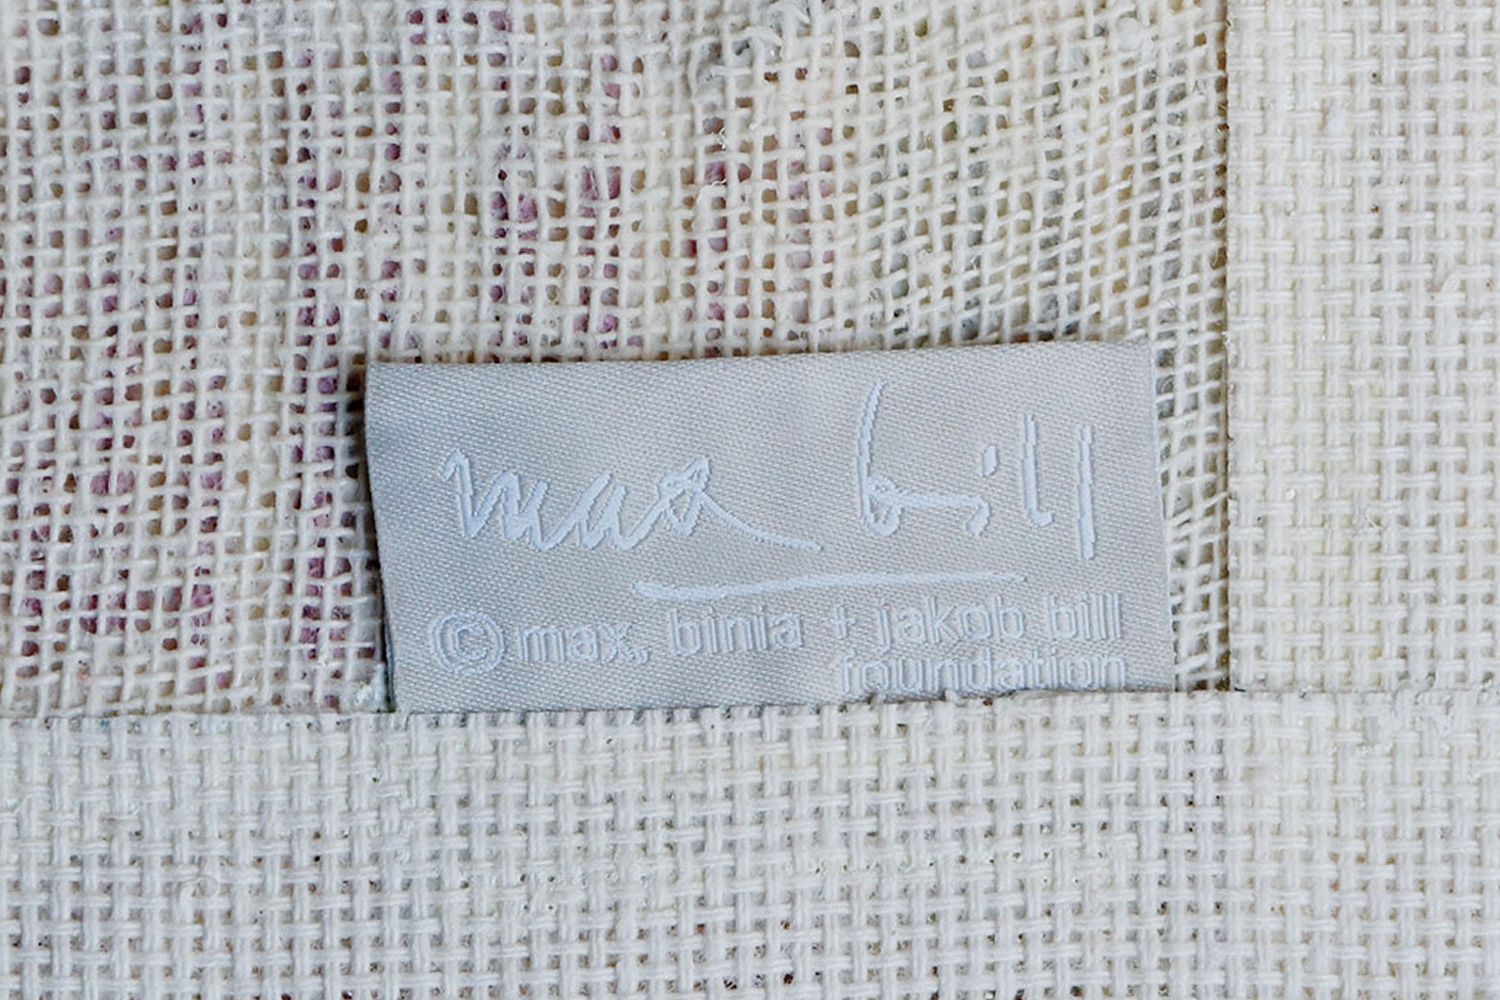 max bill
© max, binia + jakob bill
foundation